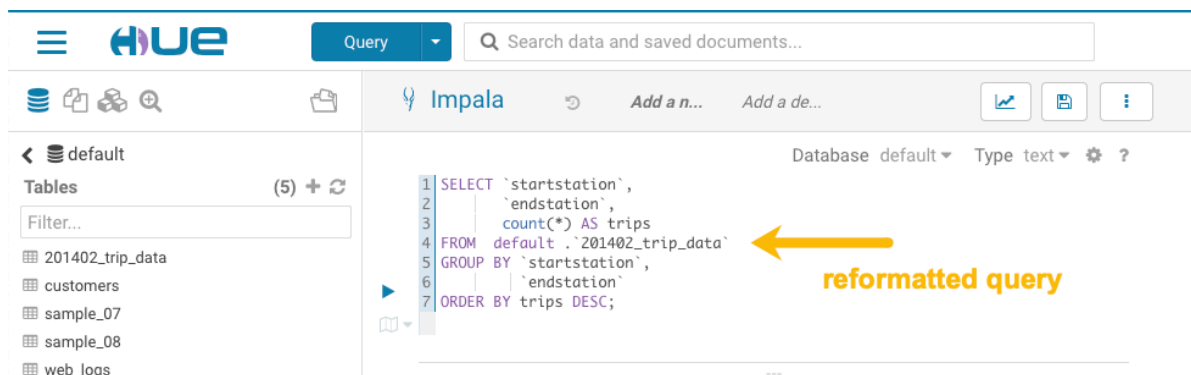 HUE
Query
Search data and saved documents...
Impala
Add a n...
Add a de...
default
Database default Type text ?
Tables (5)
Filter...
201402_trip_data
customers
sample_07
sample_08
web_logs
1 SELECT `startstation`,
2 `endstation`,
3 count(*) AS trips
4 FROM default .`201402_trip_data`
5 GROUP BY `startstation`,
6 `endstation`
7 ORDER BY trips DESC;
reformatted query